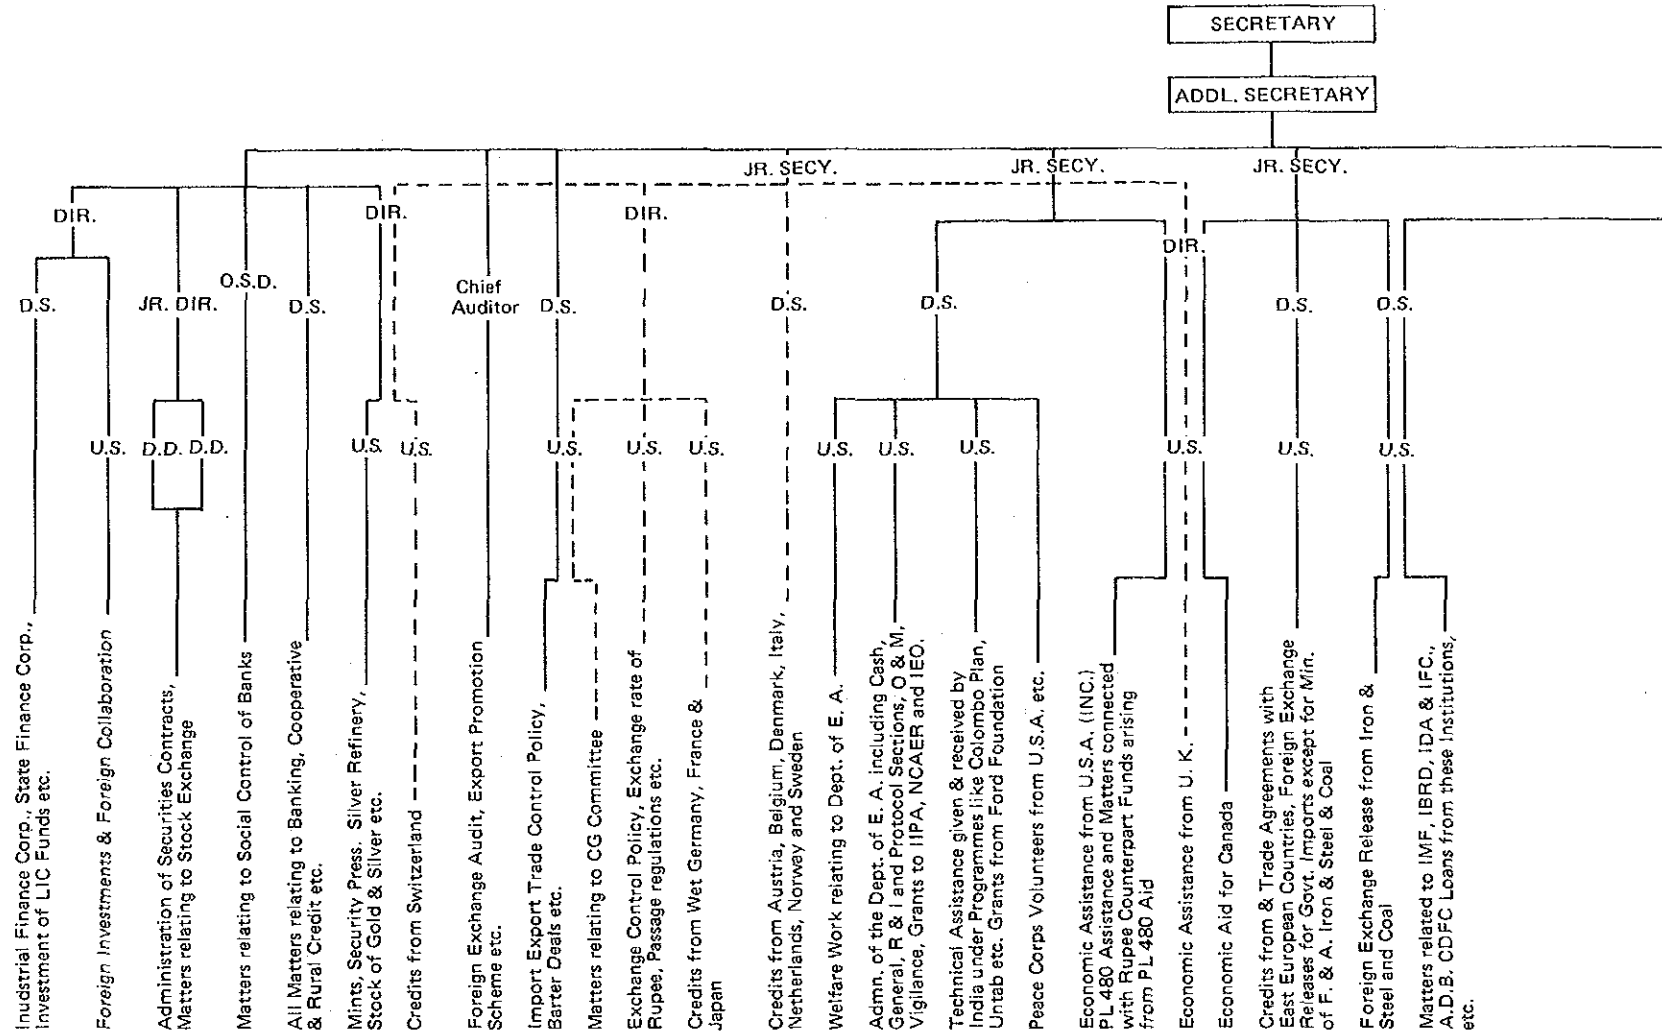 SECRETARY
ADDL. SECRETARY
JR. SECY.
JR. SECY.
JR. SECY.
DIR.
DIR.
DIR.
DIR.
O.S.D.
Chief
Auditor
D.S.
JR. DIR.
D.S.
D.S.
D.S.
D.S.
D.S.
D.S.
U.S.
D.D.
D.D.
U.S.
U.S.
U.S.
U.S.
U.S.
U.S.
U.S.
U.S.
U.S.
U.S.
U.S.
Inudstrial Finance Corp., State Finance Corp.,
Investment of LIC Funds etc.
Foreign Investments & Foreign Collaboration
Administration of Securities Contracts,
Matters relating to Stock Exchange
Matters relating to Social Control of Banks
All Matters relating to Banking, Cooperative
& Rural Credit etc.
Mints, Security Press. Silver Refinery,
Stock of Gold & Silver etc.
Credits from Switzerland
Foreign Exchange Audit, Export Promotion
Scheme etc.
Import Export Trade Control Policy,
Barter Deals etc.
Matters relating to CG Committee
Exchange Control Policy, Exchange rate of
Rupee, Passage regulations etc.
Credits from Wet Germany, France &
Japan
Credits from Austria, Belgium, Denmark, Italy,
Netherlands, Norway and Sweden
Welfare Work relating to Dept. of E. A.
Admn. of the Dept. of E. A. including Cash,
General, R & I and Protocol Sections, O & M,
Vigilance, Grants to IIPA, NCAER and IEO.
Technical Assistance given & received by
India under Programmes like Colombo Plan,
Untab etc. Grants from Ford Foundation
Peace Corps Volunteers from U.S.A. etc.
Economic Assistance from U.S.A. (INC.)
PL 480 Assistance and Matters connected
with Rupee Counterpart Funds arising
from PL 480 Aid
Economic Assistance from U. K.
Economic Aid for Canada
Credits from & Trade Agreements with
East European Countries, Foreign Exchange
Releases for Govt. Imports except for Min.
of F. & A. Iron & Steel & Coal
Foreign Exchange Release from Iron &
Steel and Coal
Matters related to IMF, IBRD, IDA & IFC.,
A.D.B. CDFC Loans from these Institutions,
etc.